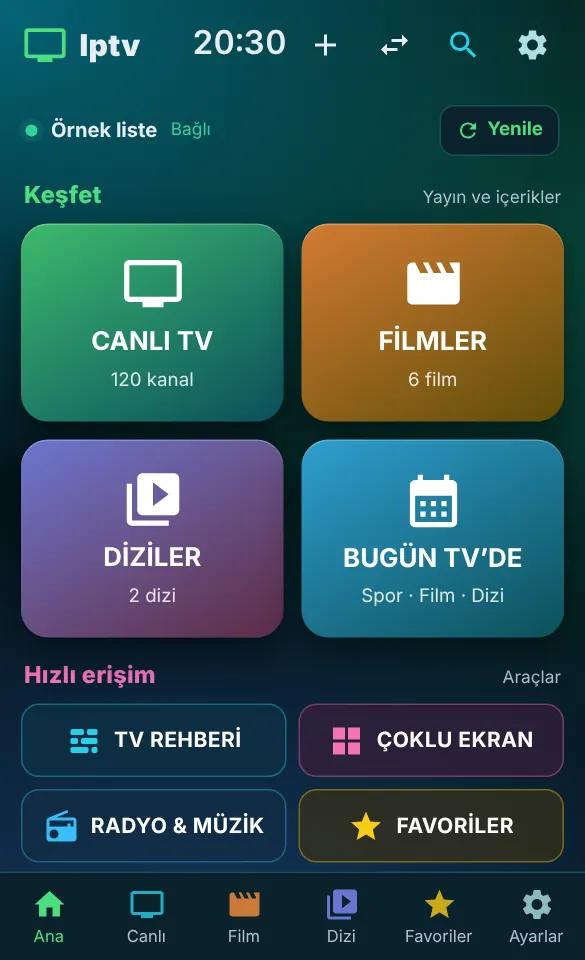 Iptv 20:30
Örnek liste Bağlı Yenile
Keşfet Yayın ve içerikler
CANLI TV
120 kanal
FİLMLER
6 film
DİZİLER
2 dizi
BUGÜN TV’DE
Spor · Film · Dizi
Hızlı erişim Araçlar
TV REHBERİ
ÇOKLU EKRAN
RADYO & MÜZİK
FAVORİLER
Ana Canlı Film Dizi Favoriler Ayarlar